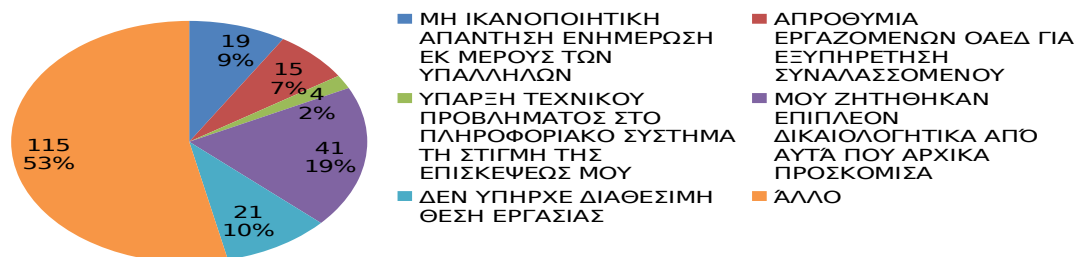 19
9%
15
7%
4
2%
41
19%
21
10%
115
53%
ΜΗ ΙΚΑΝΟΠΟΙΗΤΙΚΗ
ΑΠΑΝΤΗΣΗ ΕΝΗΜΕΡΩΣΗ
ΕΚ ΜΕΡΟΥΣ ΤΩΝ
ΥΠΑΛΛΗΛΩΝ
ΑΠΡΟΘΥΜΙΑ
ΕΡΓΑΖΟΜΕΝΩΝ ΟΑΕΔ ΓΙΑ
ΕΞΥΠΗΡΕΤΗΣΗ
ΣΥΝΑΛΑΣΣΟΜΕΝΟΥ
ΥΠΑΡΞΗ ΤΕΧΝΙΚΟΥ
ΠΡΟΒΛΗΜΑΤΟΣ ΣΤΟ
ΠΛΗΡΟΦΟΡΙΑΚΟ ΣΥΣΤΗΜΑ
ΤΗ ΣΤΙΓΜΗ ΤΗΣ
ΕΠΙΣΚΕΨΕΩΣ ΜΟΥ
ΜΟΥ ΖΗΤΗΘΗΚΑΝ
ΕΠΙΠΛΕΟΝ
ΔΙΚΑΙΟΛΟΓΗΤΙΚΑ ΑΠΌ
ΑΥΤΆ ΠΟΥ ΑΡΧΙΚΑ
ΠΡΟΣΚΟΜΙΣΑ
ΔΕΝ ΥΠΗΡΧΕ ΔΙΑΘΕΣΙΜΗ
ΘΕΣΗ ΕΡΓΑΣΙΑΣ
ΆΛΛΟ